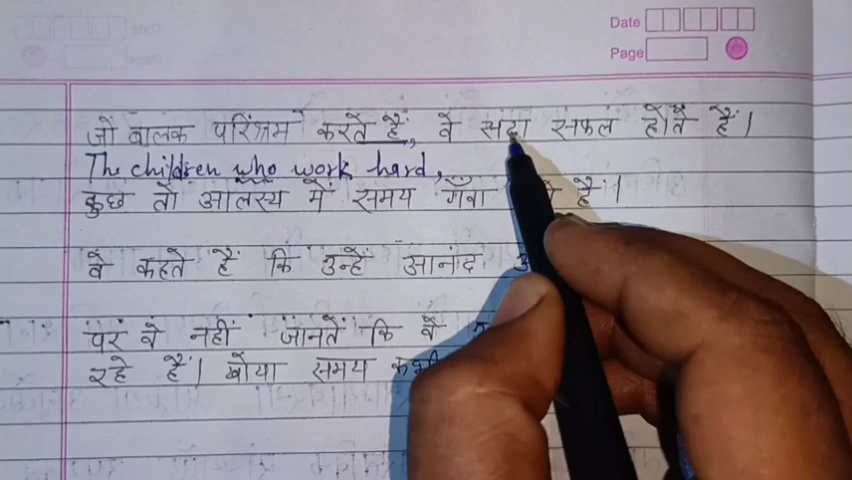 Date
Page
जो बालक परिश्रम करते हैं, वे सदा सफल होते हैं।
The children who work hard,
कुछ तो आलस्य में समय गँवा हैं।
वे कहते हैं कि उन्हें आनंद
पर वे नहीं जानते कि वे
रहे हैं। खोया समय कभी